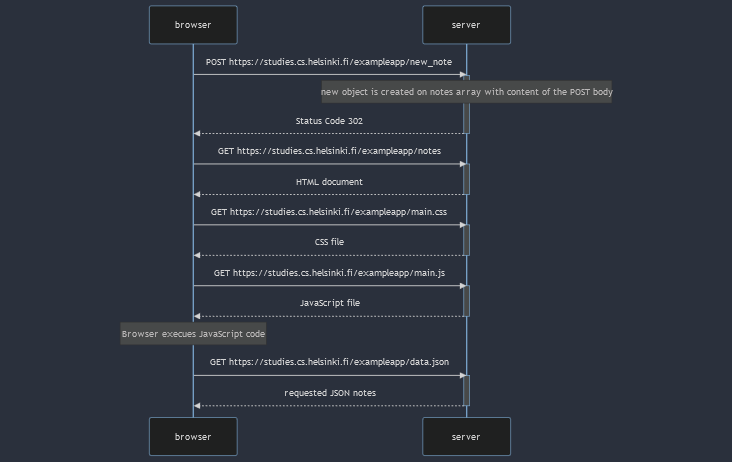 browser
server
POST https://studies.cs.helsinki.fi/exampleapp/new_note
new object is created on notes array with content of the POST body
Status Code 302
GET https://studies.cs.helsinki.fi/exampleapp/notes
HTML document
GET https://studies.cs.helsinki.fi/exampleapp/main.css
CSS file
GET https://studies.cs.helsinki.fi/exampleapp/main.js
JavaScript file
Browser execues JavaScript code
GET https://studies.cs.helsinki.fi/exampleapp/data.json
requested JSON notes
browser
server